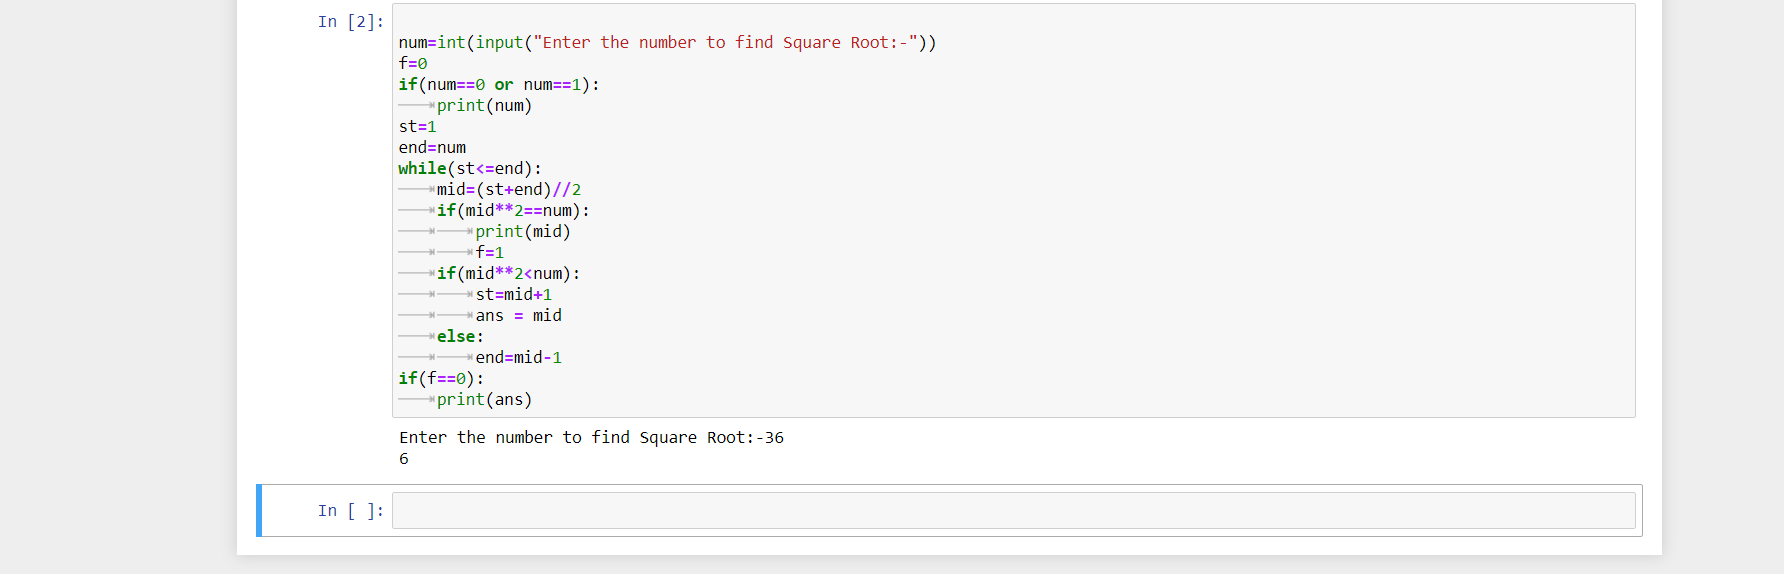 In [2]:
num=int(input("Enter the number to find Square Root:-"))
f=0
if(num==0 or num==1):
    print(num)
st=1
end=num
while(st<=end):
    mid=(st+end)//2
    if(mid**2==num):
        print(mid)
        f=1
    if(mid**2<num):
        st=mid+1
        ans = mid
    else:
        end=mid-1
if(f==0):
    print(ans)
Enter the number to find Square Root:-36
6
In [ ]: